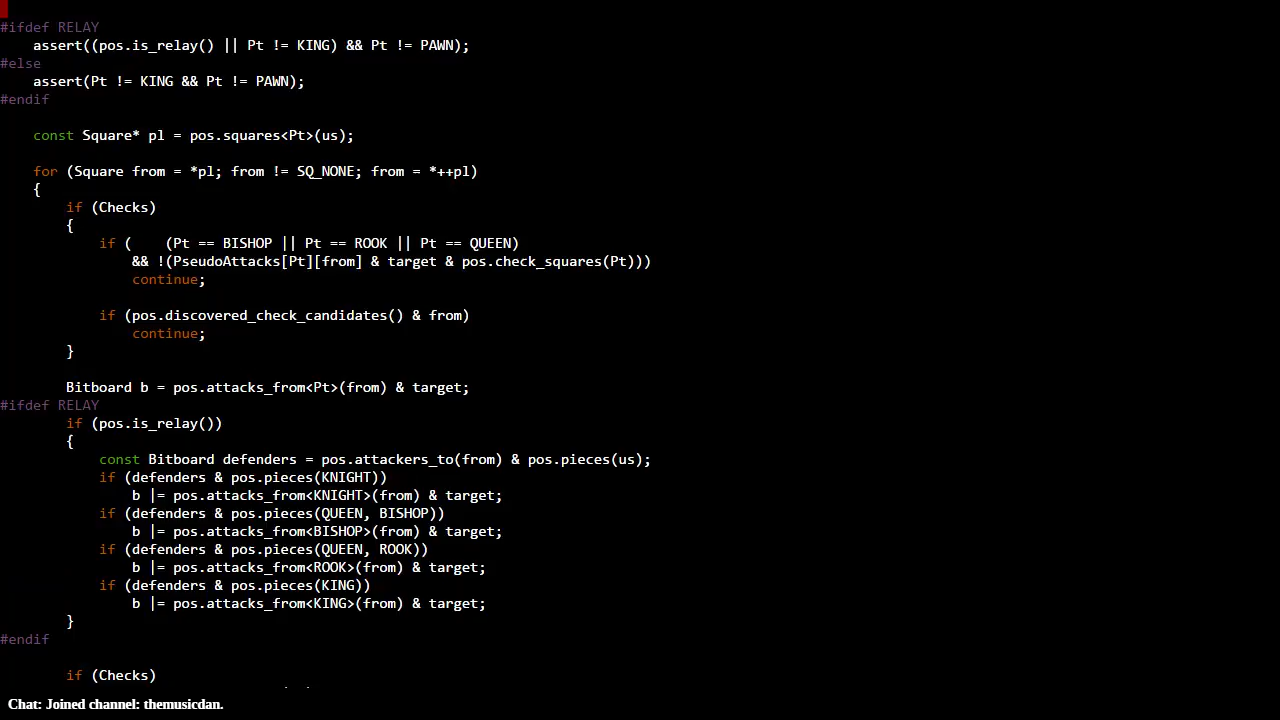 #ifdef RELAY
    assert((pos.is_relay() || Pt != KING) && Pt != PAWN);
#else
    assert(Pt != KING && Pt != PAWN);
#endif

    const Square* pl = pos.squares<Pt>(us);

    for (Square from = *pl; from != SQ_NONE; from = *++pl)
    {
        if (Checks)
        {
            if (    (Pt == BISHOP || Pt == ROOK || Pt == QUEEN)
                && !(PseudoAttacks[Pt][from] & target & pos.check_squares(Pt)))
                continue;

            if (pos.discovered_check_candidates() & from)
                continue;
        }

        Bitboard b = pos.attacks_from<Pt>(from) & target;
#ifdef RELAY
        if (pos.is_relay())
        {
            const Bitboard defenders = pos.attackers_to(from) & pos.pieces(us);
            if (defenders & pos.pieces(KNIGHT))
                b |= pos.attacks_from<KNIGHT>(from) & target;
            if (defenders & pos.pieces(QUEEN, BISHOP))
                b |= pos.attacks_from<BISHOP>(from) & target;
            if (defenders & pos.pieces(QUEEN, ROOK))
                b |= pos.attacks_from<ROOK>(from) & target;
            if (defenders & pos.pieces(KING))
                b |= pos.attacks_from<KING>(from) & target;
        }
#endif

        if (Checks)
Chat: Joined channel: themusicdan.